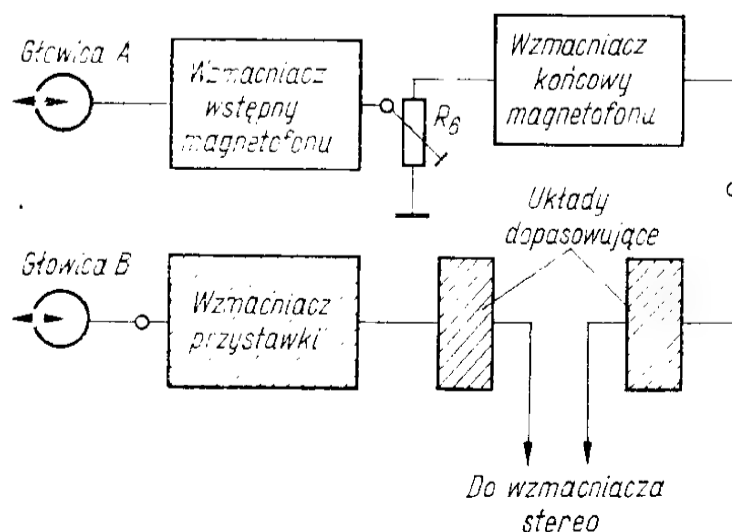 Głowica A
Wzmacniacz
wstępny
magnetofonu
R6
Wzmacniacz
końcowy
magnetofonu
Układy
dopasowujące
Głowica B
Wzmacniacz
przystawki
Do wzmacniacza
stereo